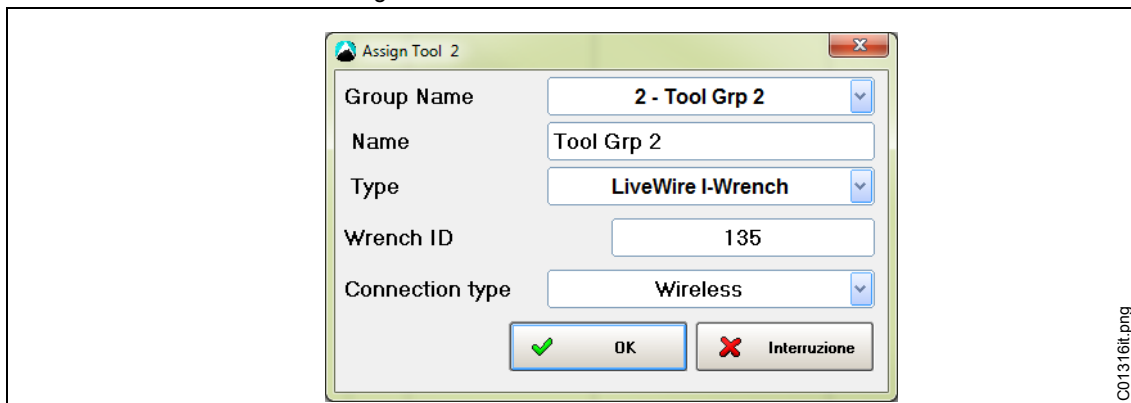 Assign Tool 2
Group Name 2 - Tool Grp 2
Name Tool Grp 2
Type LiveWire I-Wrench
Wrench ID 135
Connection type Wireless
OK Interruzione
C01316it.png